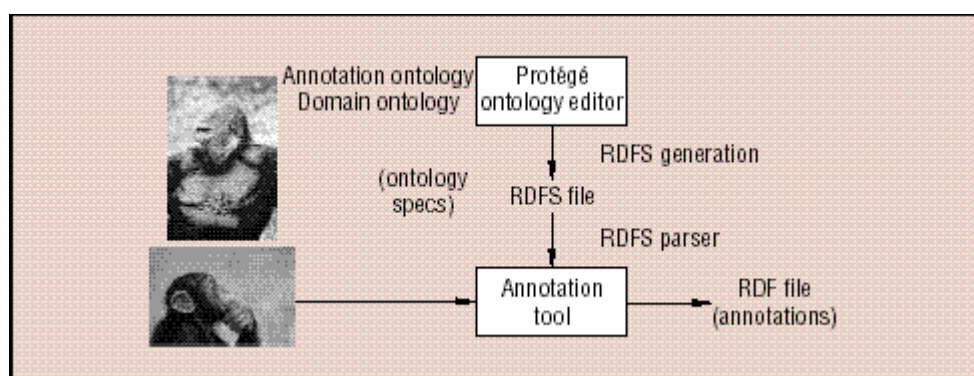 Annotation ontology
Domain ontology
Protégé
ontology editor
RDFS generation
(ontology
specs)
RDFS file
RDFS parser
Annotation
tool
RDF file
(annotations)